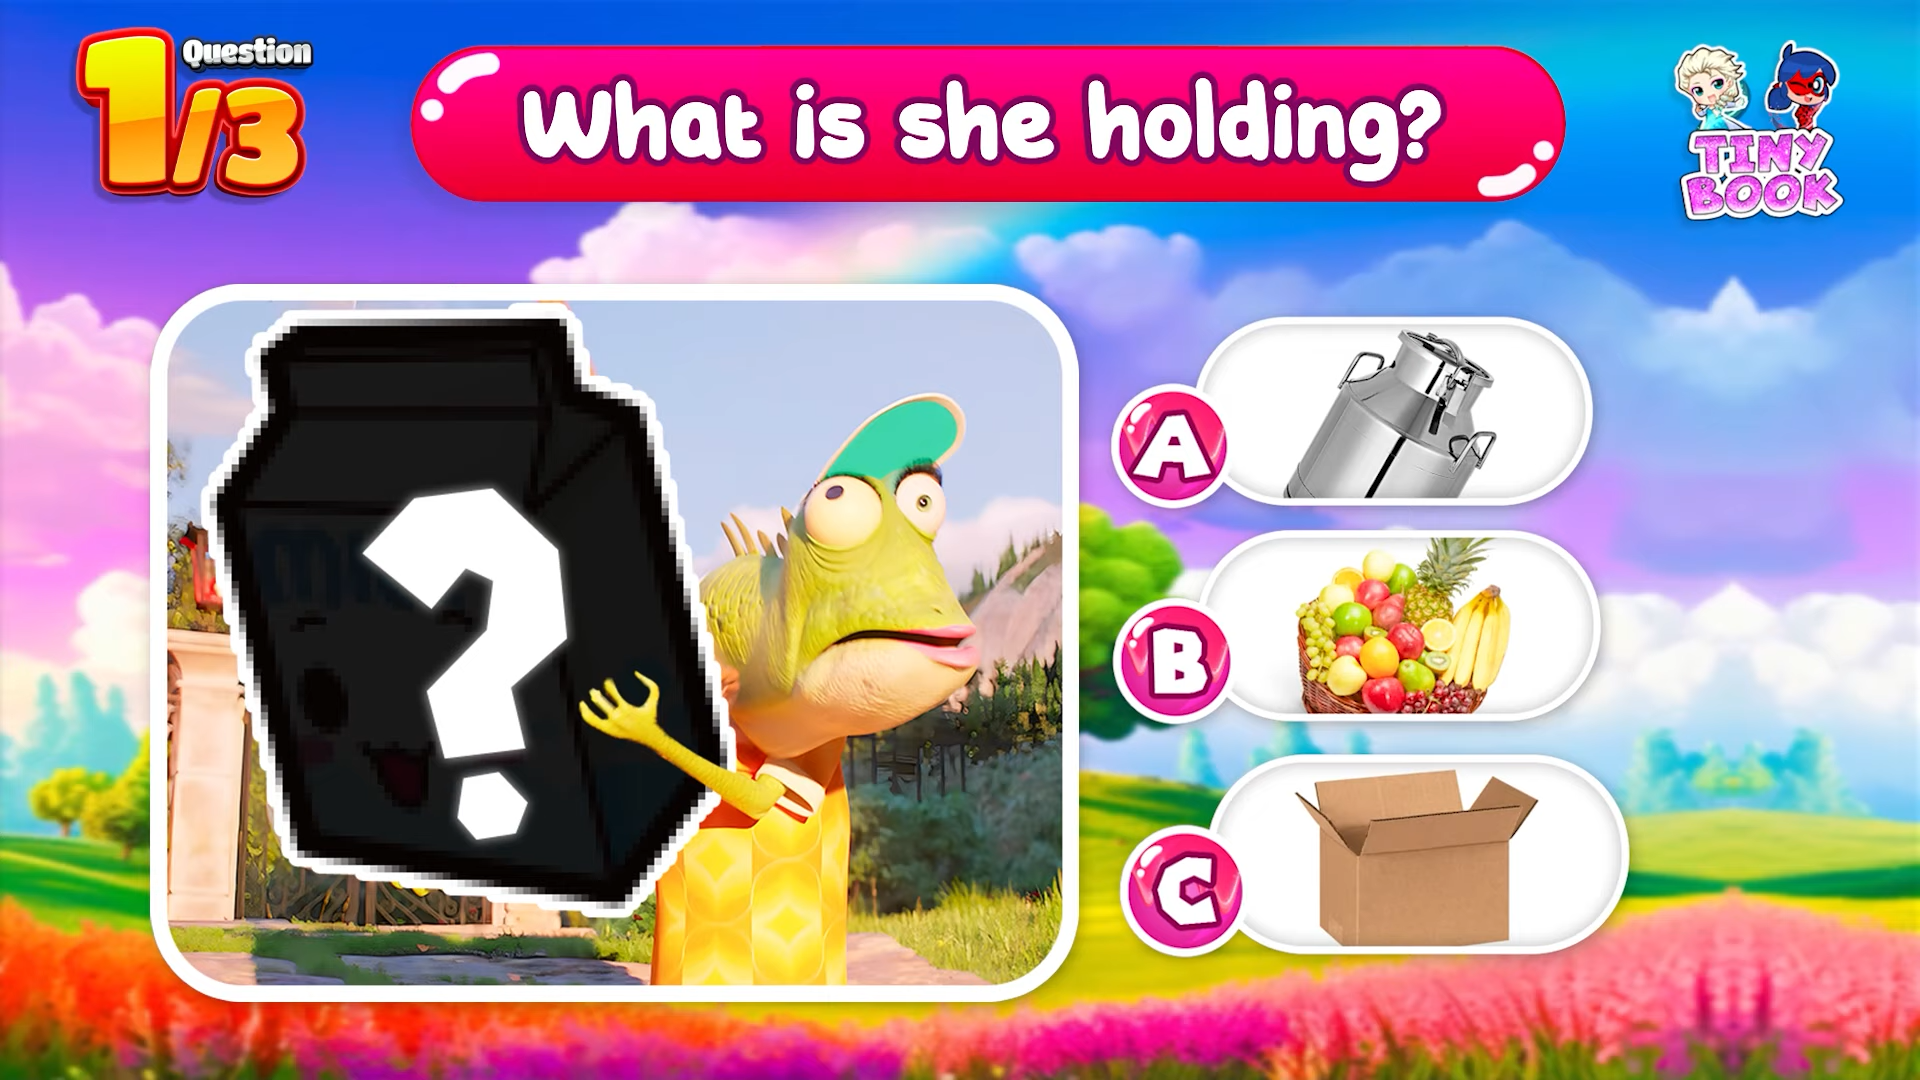 Question
1/3
What is she holding?
TINY
BOOK
?
A
B
C